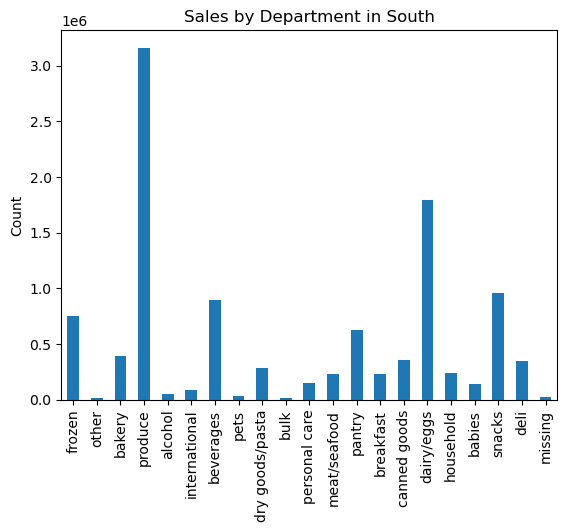 Sales by Department in South
1e6
3.0
2.5
2.0
1.5
1.0
0.5
0.0
Count
frozen
other
bakery
produce
alcohol
international
beverages
pets
dry goods/pasta
bulk
personal care
meat/seafood
pantry
breakfast
canned goods
dairy/eggs
household
babies
snacks
deli
missing